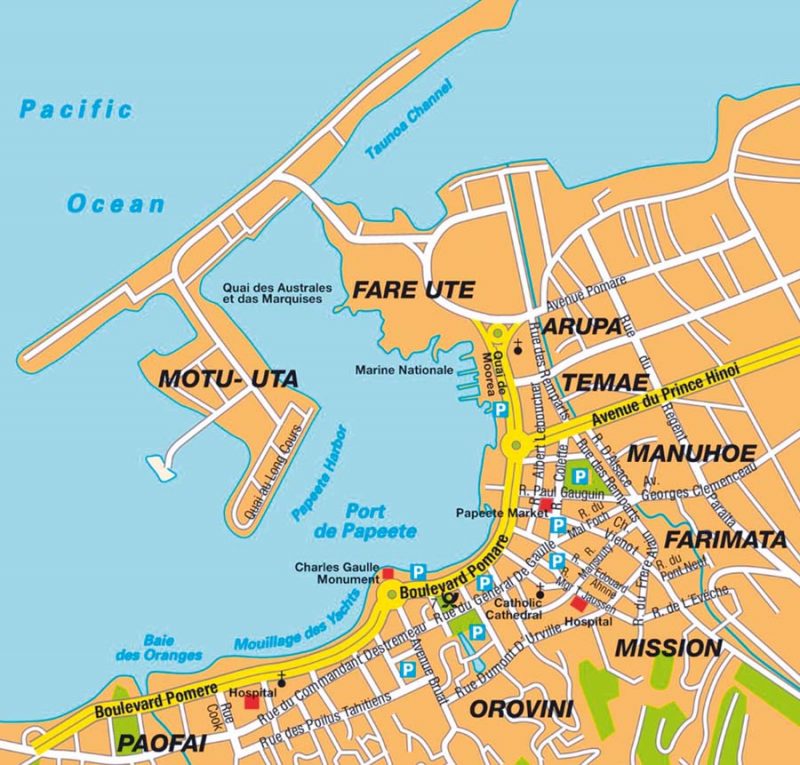 Pacific
Ocean
Taunoa Channel
Quai des Australes
et das Marquises
FARE UTE
Avenue Pomare
ARUPA
Marine Nationale
Quai de
Moorea
MOTU- UTA
TEMAE
Avenue du Prince Hinoi
Rue des Remparts
R. Albert Leboucher
Rue du Regent Paraita
Quai au Long Cours
Papeete Harbor
R. D'Alsace
Rue des Remparts
R. Colette
MANUHOE
P
P
Av.
Georges Clemenceau
R. Paul Gauguin
Papeete Market
Port
de Papeete
R. du
Mal Foch
P
R. du Ch.
Vienot
FARIMATA
Charles Gaulle
Monument
P
Boulevard Pomare
P
P
R.
Mansuty
R. Edouard
Ahnne
Mgr Jaussen
R. du Frere Alain
R. du
Pont Neuf
R. de L'Evêche
Rue du General De Gaulle
Catholic
Cathedral
Hospital
Mouillage des Yachts
Baie
des Oranges
P
MISSION
Rue du Commandant Destremeau
Avenue Bruat
Rue Dumont D' Urville
P
Boulevard Pomere
Hospital
Rue
Cook
Rue des Poilus Tahitiens
OROVINI
PAOFAI